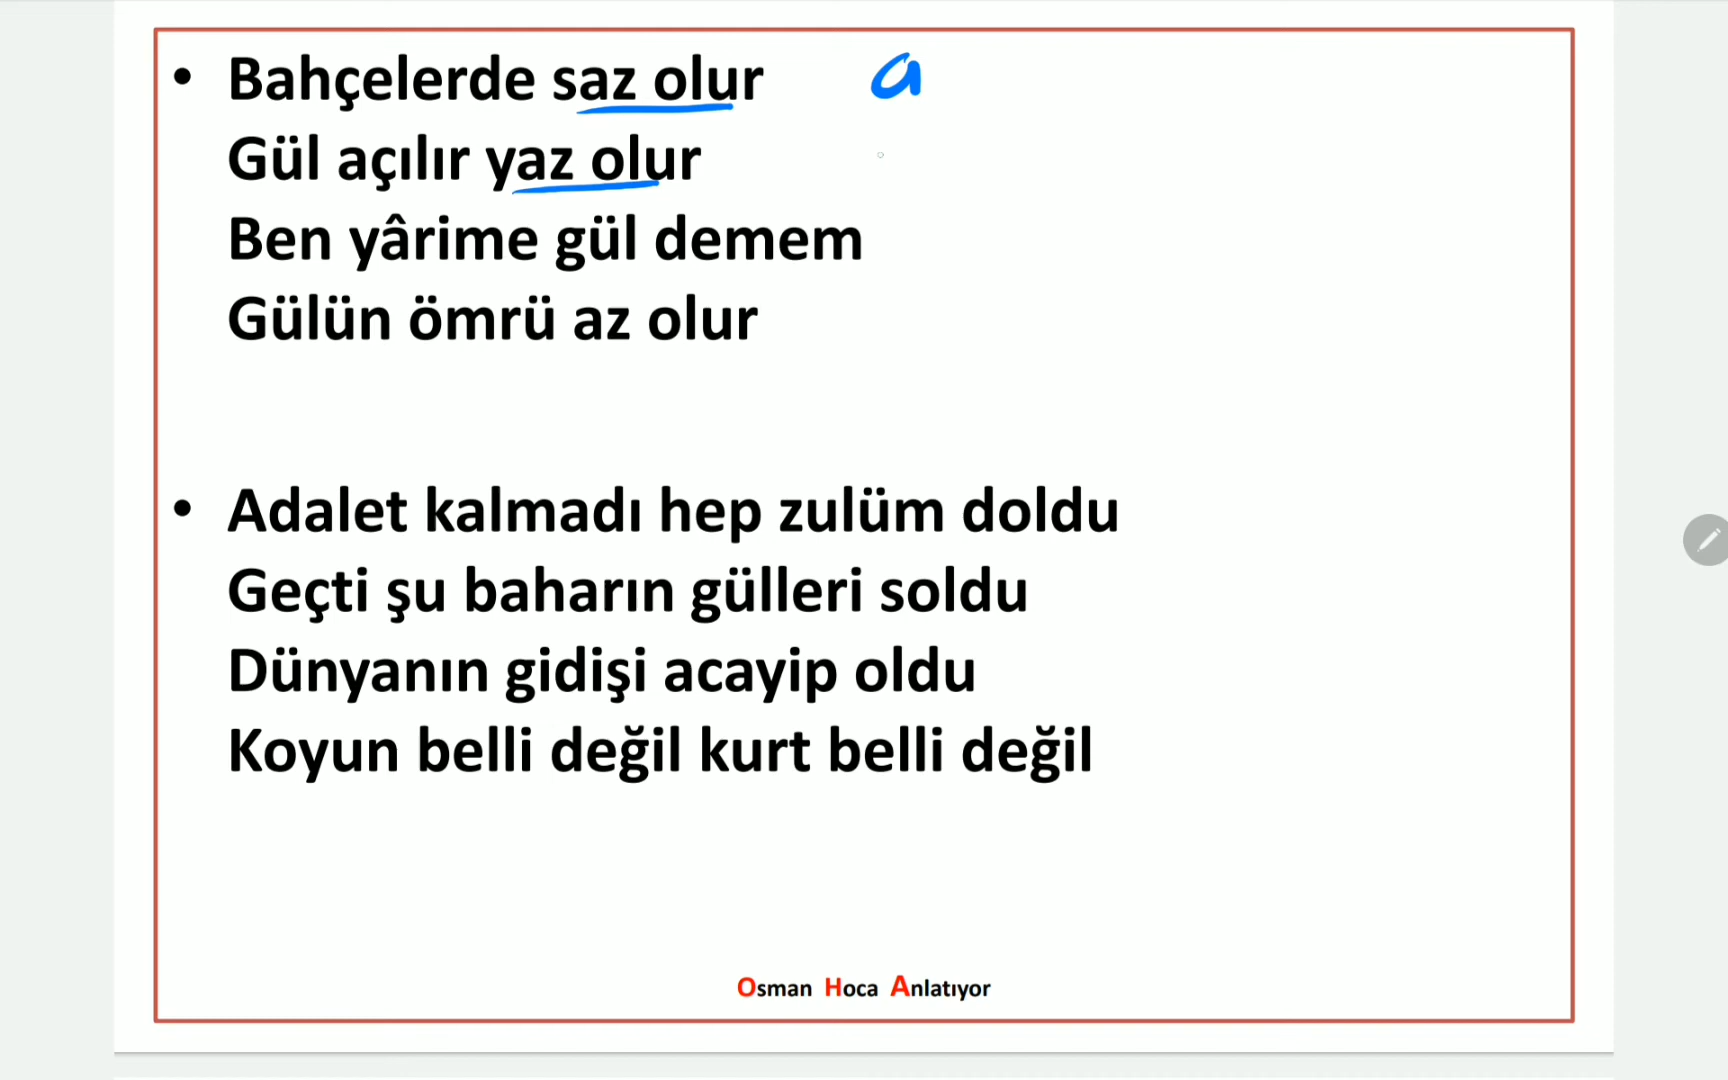 • Bahçelerde saz olur a
Gül açılır yaz olur
Ben yârime gül demem
Gülün ömrü az olur
• Adalet kalmadı hep zulüm doldu
Geçti şu baharın gülleri soldu
Dünyanın gidişi acayip oldu
Koyun belli değil kurt belli değil
Osman Hoca Anlatıyor